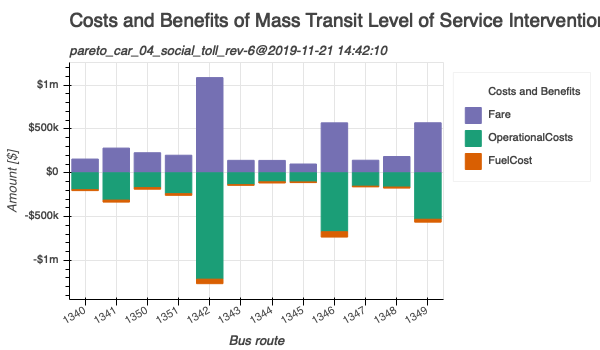 Costs and Benefits of Mass Transit Level of Service Intervention
pareto_car_04_social_toll_rev-6@2019-11-21 14:42:10
$1m
$500k
$0
-$500k
-$1m
Amount [$]
1340
1341
1350
1351
1342
1343
1344
1345
1346
1347
1348
1349
Bus route
Costs and Benefits
Fare
OperationalCosts
FuelCost